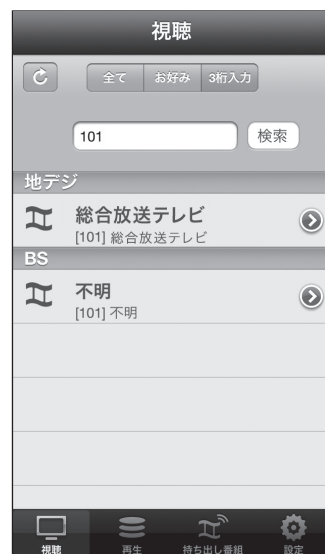 視聴
全て お好み 3桁入力
101 検索
地デジ
総合放送テレビ
[101] 総合放送テレビ
BS
不明
[101] 不明
視聴 再生 持ち出し番組 設定